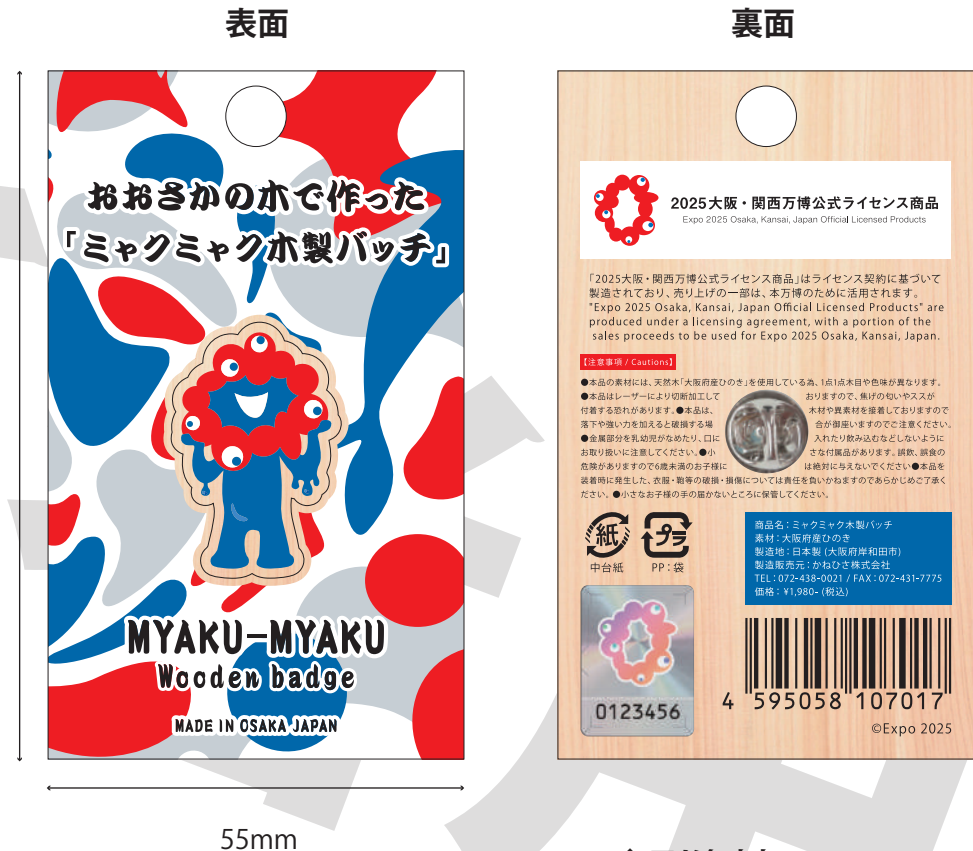 表面
裏面
おおさかの木で作った
「ミャクミャク木製バッチ」
MYAKU-MYAKU
Wooden badge
MADE IN OSAKA JAPAN
55mm
2025大阪・関西万博公式ライセンス商品
Expo 2025 Osaka, Kansai, Japan Official Licensed Products
「2025大阪・関西万博公式ライセンス商品」はライセンス契約に基づいて
製造されており、売り上げの一部は、本万博のために活用されます。
"Expo 2025 Osaka, Kansai, Japan Official Licensed Products" are
produced under a licensing agreement, with a portion of the
sales proceeds to be used for Expo 2025 Osaka, Kansai, Japan.
【注意事項 / Cautions】
●本品の素材には、天然木「大阪府産ひのき」を使用している為、1点1点木目や色味が異なります。
●本品はレーザーにより切断加工して おりますので、焦げの匂いやススが
付着する恐れがあります。●本品は、 木材や異素材を接着しておりますので
落下や強い力を加えると破損する場 合が御座いますのでご注意ください。
●金属部分を乳幼児がなめたり、口に 入れたり飲み込むなどしないように
お取り扱いに注意してください。●小 さな付属品があります。誤飲、誤食の
危険がありますので6歳未満のお子様に は絶対に与えないでください●本品を
装着時に発生した、衣服・鞄等の破損・損傷については責任を負いかねますのであらかじめご了承く
ださい。●小さなお子様の手の届かないところに保管してください。
紙
プラ
中台紙
PP:袋
商品名:ミャクミャク木製バッチ
素材:大阪府産ひのき
製造地:日本製 (大阪府岸和田市)
製造販売元:かねひさ株式会社
TEL:072-438-0021 / FAX:072-431-7775
価格:¥1,980- (税込)
0123456
4 595058 107017
©Expo 2025